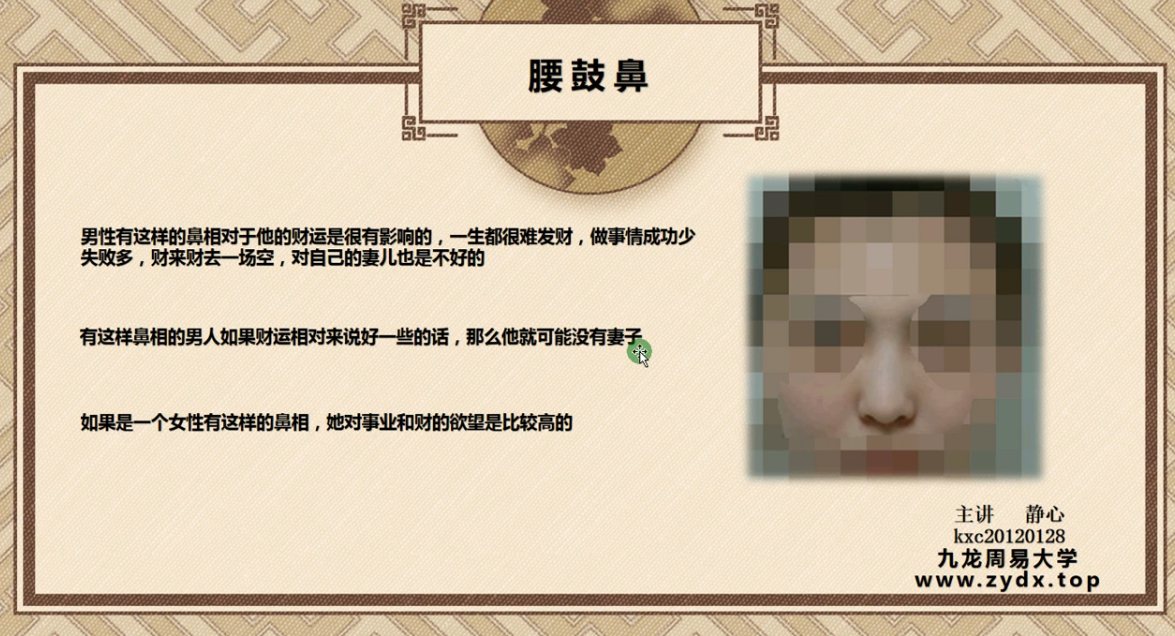 腰鼓鼻
男性有这样的鼻相对于他的财运是很有影响的，一生都很难发财，做事情成功少
失败多，财来财去一场空，对自己的妻儿也是不好的
有这样鼻相的男人如果财运相对来说好一些的话，那么他就可能没有妻子
如果是一个女性有这样的鼻相，她对事业和财的欲望是比较高的
主讲 静心
kxc20120128
九龙周易大学
www.zydx.top